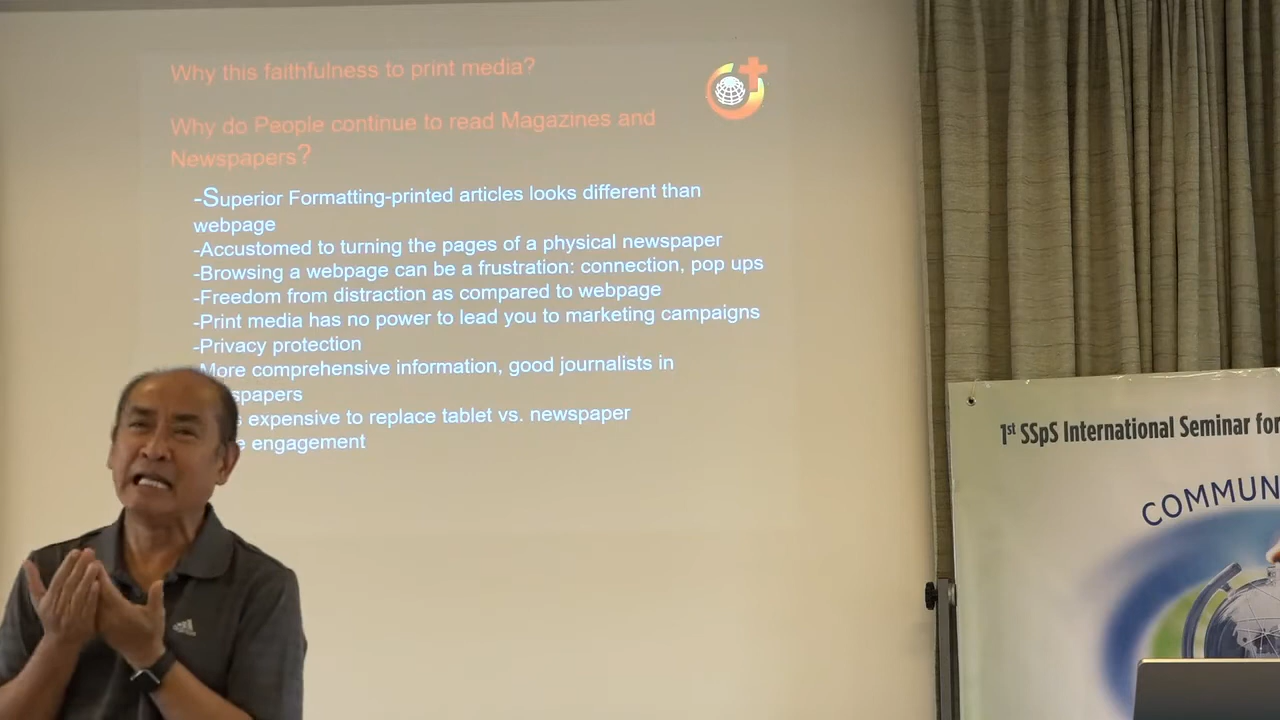 Why this faithfulness to print media?
Why do People continue to read Magazines and
Newspapers?
-Superior Formatting-printed articles looks different than
webpage
-Accustomed to turning the pages of a physical newspaper
-Browsing a webpage can be a frustration: connection, pop ups
-Freedom from distraction as compared to webpage
-Print media has no power to lead you to marketing campaigns
-Privacy protection
-More comprehensive information, good journalists in
spapers
expensive to replace tablet vs. newspaper
engagement
1st SSpS International Seminar for
COMMUN